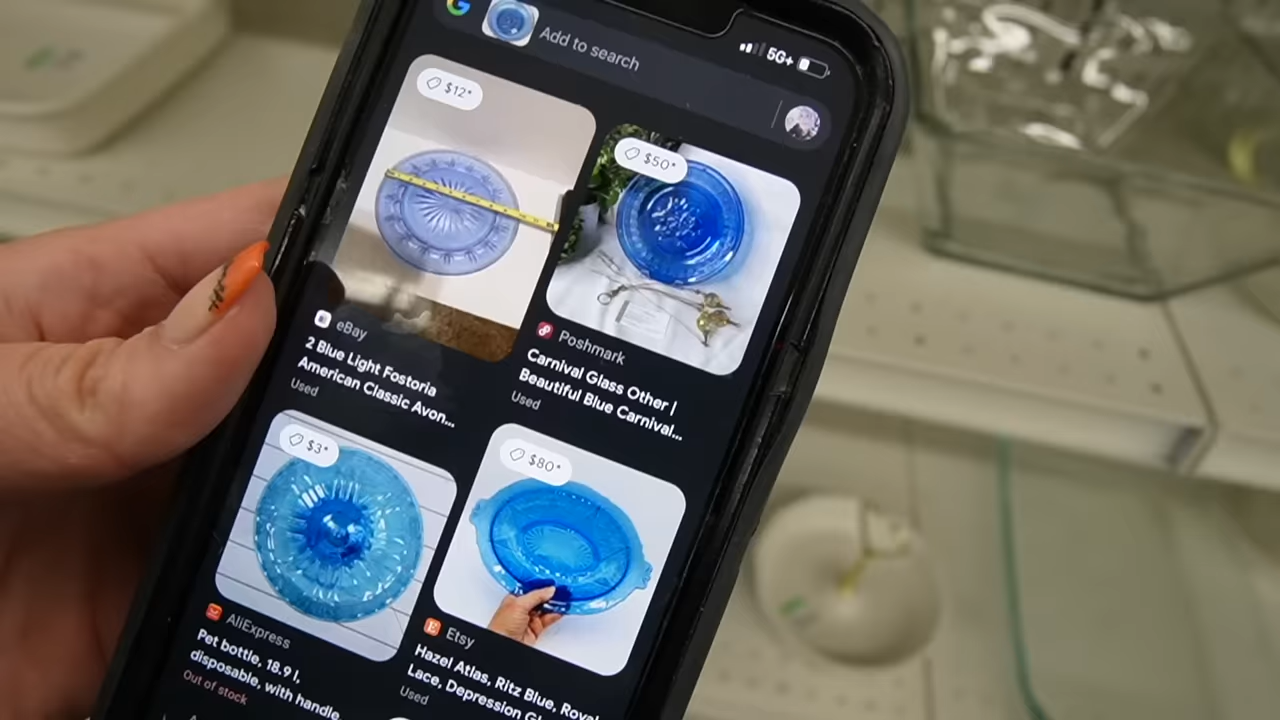 G
Add to search
5G+
$12*
$50*
eBay
2 Blue Light Fostoria
American Classic Avon...
Used
Poshmark
Carnival Glass Other |
Beautiful Blue Carnival...
Used
$3*
$80*
AliExpress
Pet bottle, 18.9 l,
disposable, with handle
Out of stock
Etsy
Hazel Atlas, Ritz Blue, Royal
Lace, Depression Gl
Used